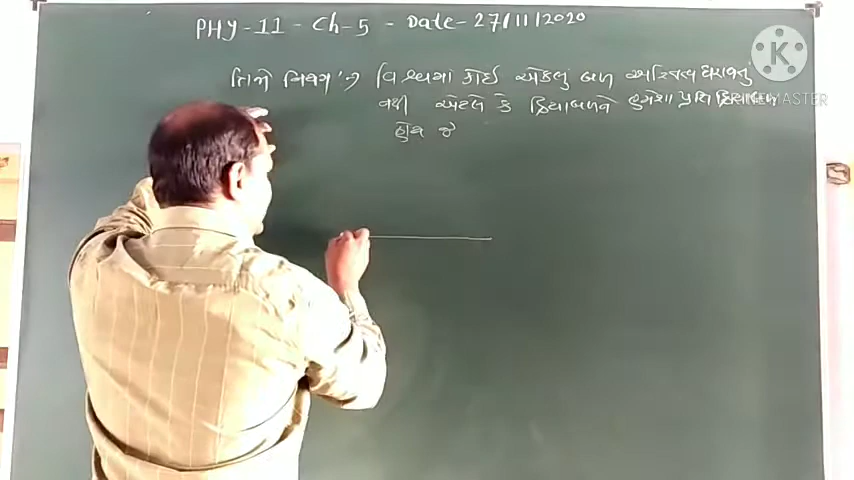 PHY-11 - Ch-5 - Date-27/11/2020
નિયમ :→ વિશ્વમાં કોઈ એકલું બળ અસ્તિત્વ ધરાવતું
નથી એટલે કે ક્રિયાબળને હંમેશા પ્રતિક્રિયાબળ
હોય જ
KINEMASTER